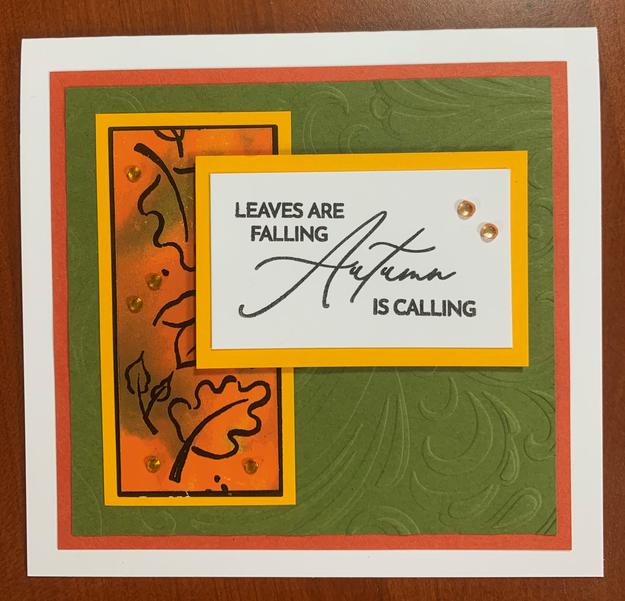 LEAVES ARE
FALLING
Autumn
IS CALLING